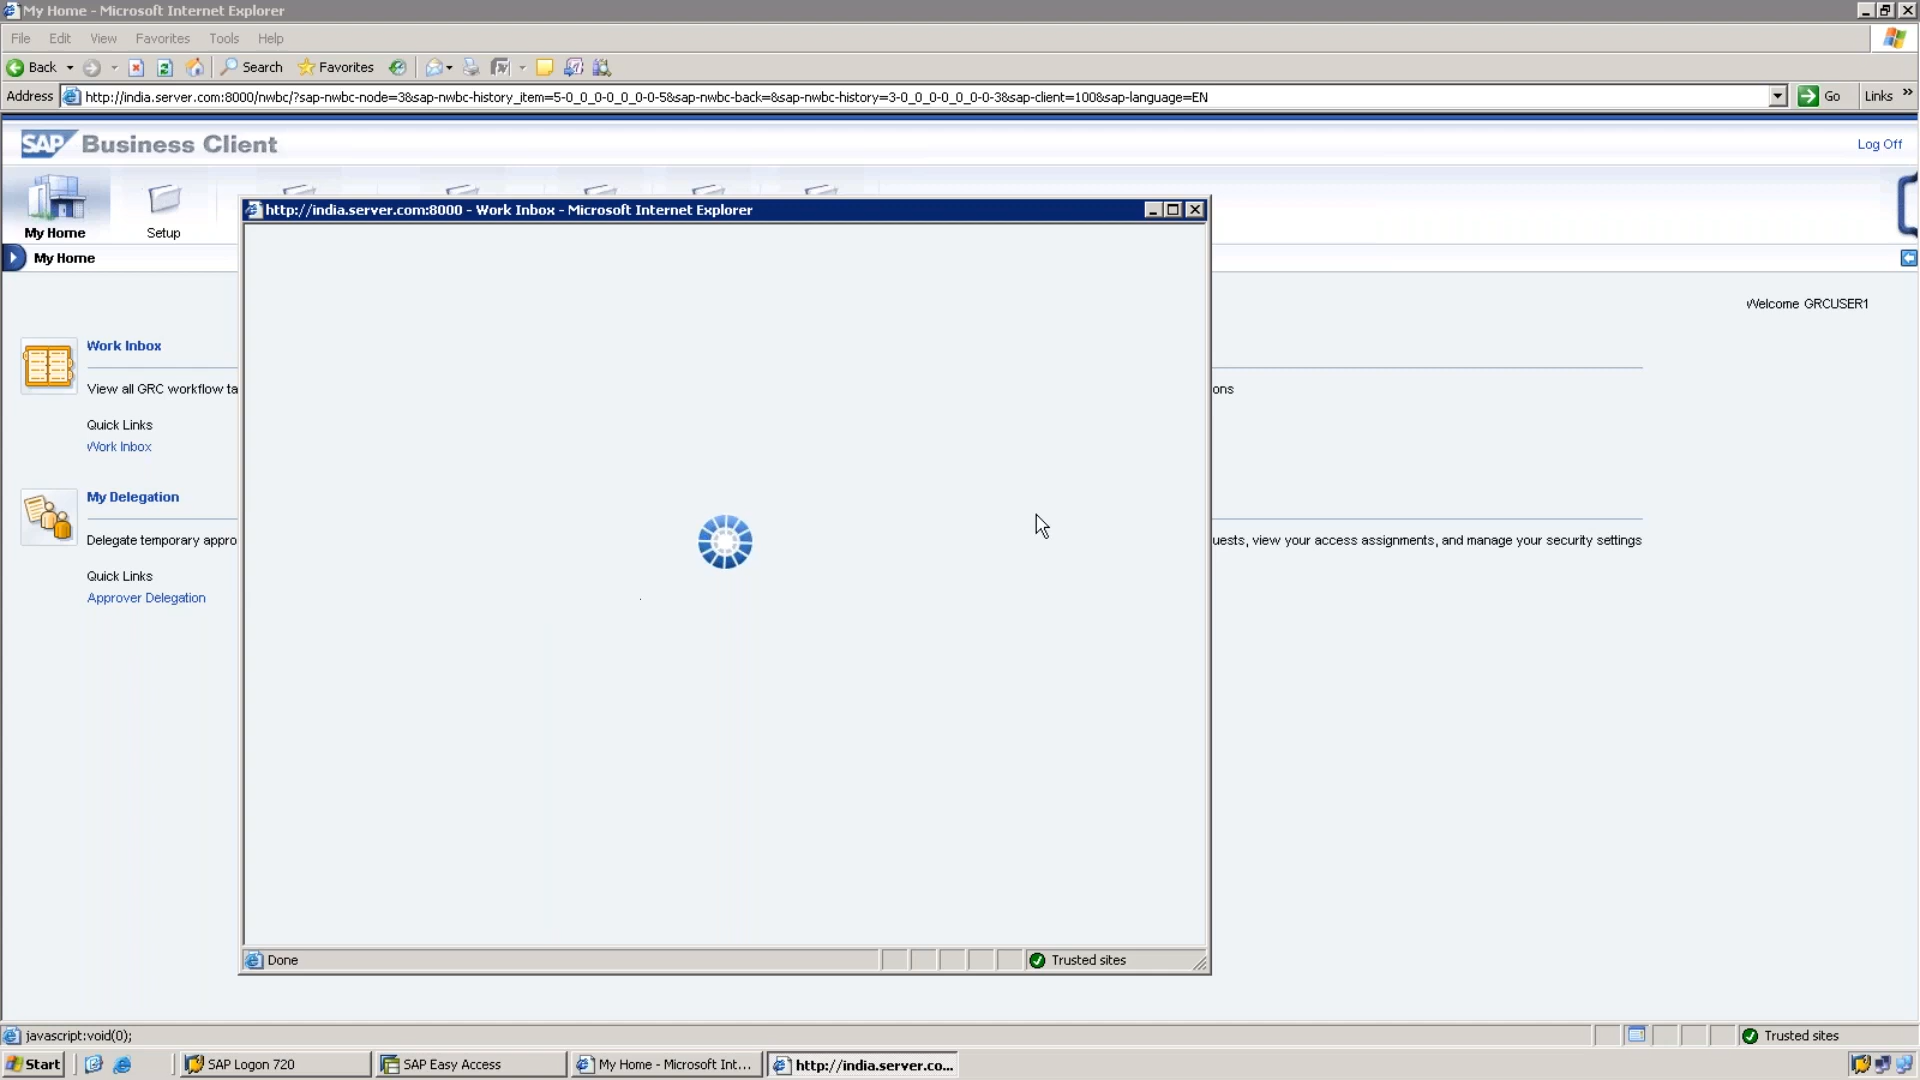 My Home - Microsoft Internet Explorer
File Edit View Favorites Tools Help
Back Search Favorites
Address http://india.server.com:8000/nwbc/?sap-nwbc-node=3&sap-nwbc-history_item=5-0_0_0-0_0_0-0-5&sap-nwbc-back=&sap-nwbc-history=3-0_0_0-0_0_0-0-3&sap-client=100&sap-language=EN Go Links »
SAP Business Client Log Off
My Home Setup
My Home
http://india.server.com:8000 - Work Inbox - Microsoft Internet Explorer
Welcome GRCUSER1
Work Inbox
View all GRC workflow ta
ons
Quick Links
Work Inbox
My Delegation
Delegate temporary appro
uests, view your access assignments, and manage your security settings
Quick Links
Approver Delegation
Done Trusted sites
javascript:void(0); Trusted sites
Start SAP Logon 720 SAP Easy Access My Home - Microsoft Int... http://india.server.co...